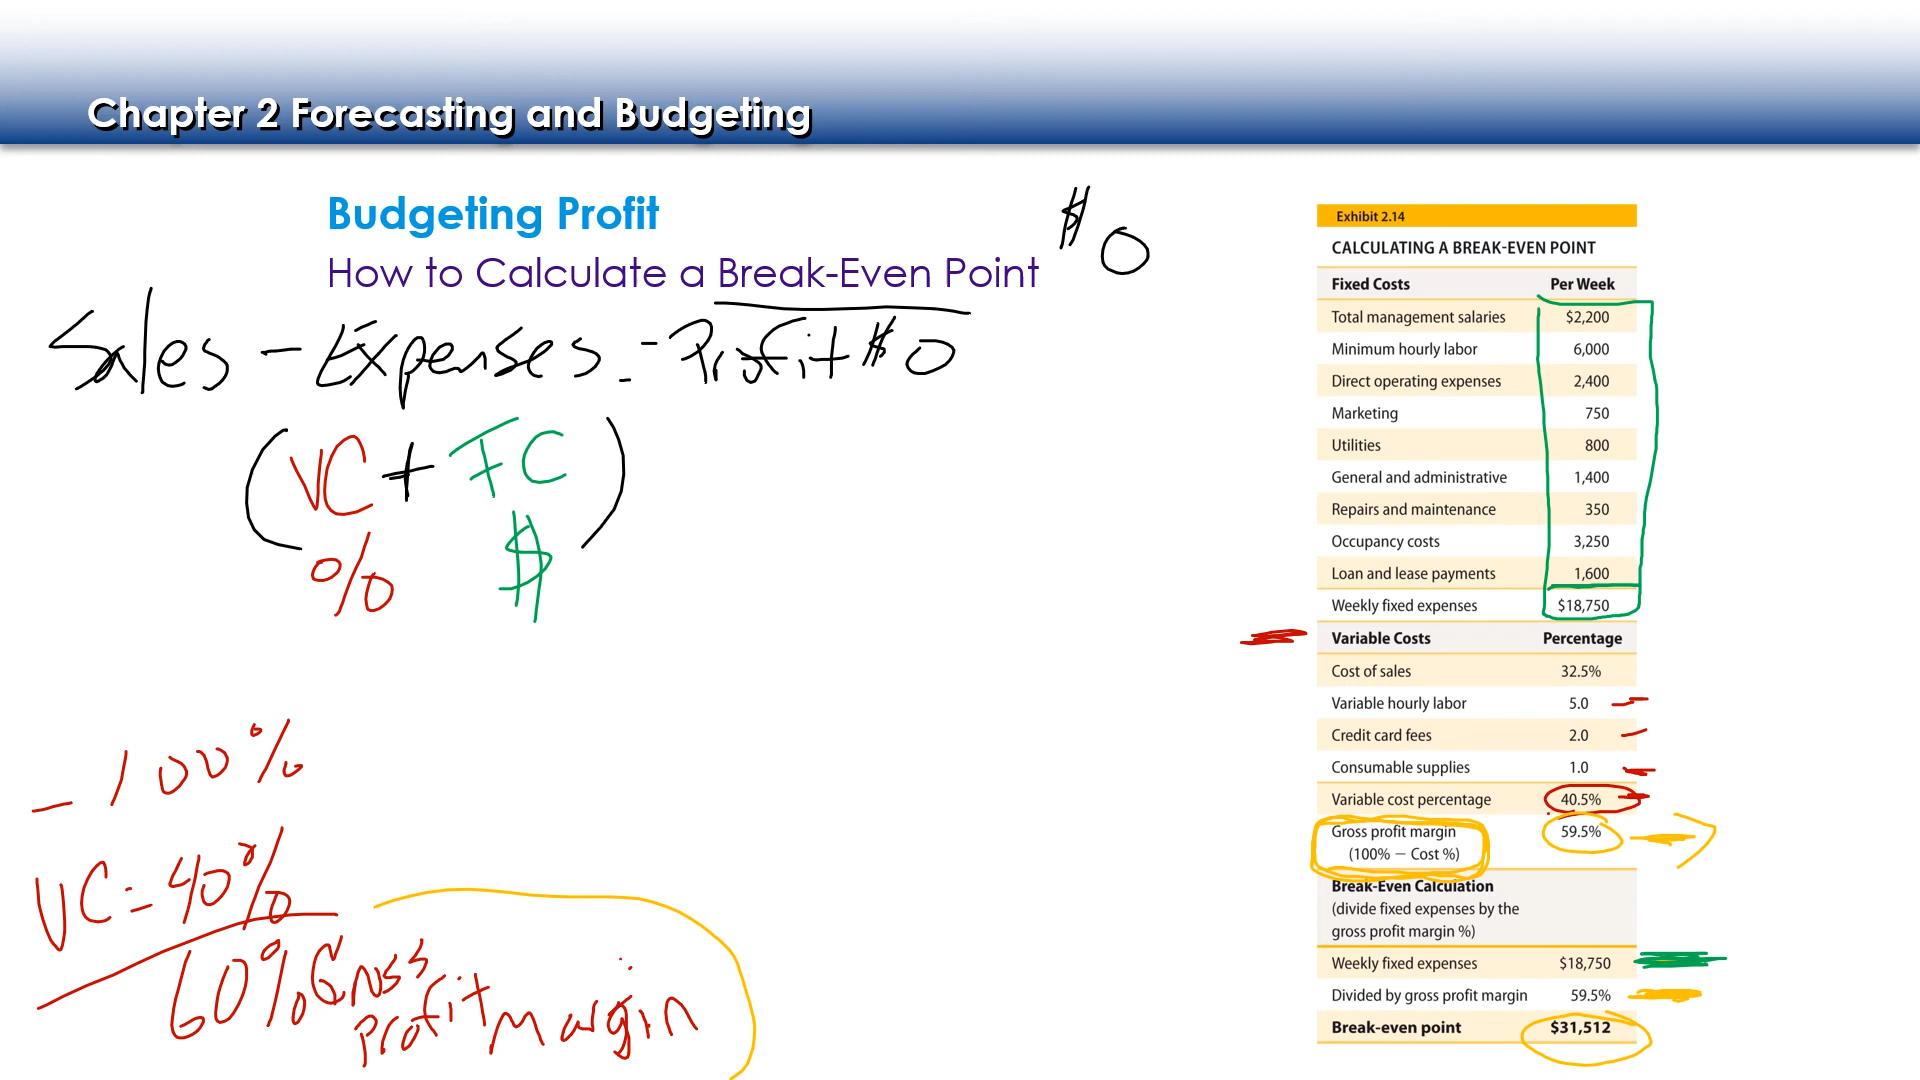 Chapter 2 Forecasting and Budgeting
Budgeting Profit
How to Calculate a Break-Even Point
$ 0
Sales - Expenses = Profit $ 0
(VC + FC)
% $
- 100%
VC = 40%
60% Gross Profit Margin
Exhibit 2.14
CALCULATING A BREAK-EVEN POINT
Fixed Costs Per Week
Total management salaries $2,200
Minimum hourly labor 6,000
Direct operating expenses 2,400
Marketing 750
Utilities 800
General and administrative 1,400
Repairs and maintenance 350
Occupancy costs 3,250
Loan and lease payments 1,600
Weekly fixed expenses $18,750
Variable Costs Percentage
Cost of sales 32.5%
Variable hourly labor 5.0
Credit card fees 2.0
Consumable supplies 1.0
Variable cost percentage 40.5%
Gross profit margin 59.5%
(100% − Cost %)
Break-Even Calculation
(divide fixed expenses by the
gross profit margin %)
Weekly fixed expenses $18,750
Divided by gross profit margin 59.5%
Break-even point $31,512